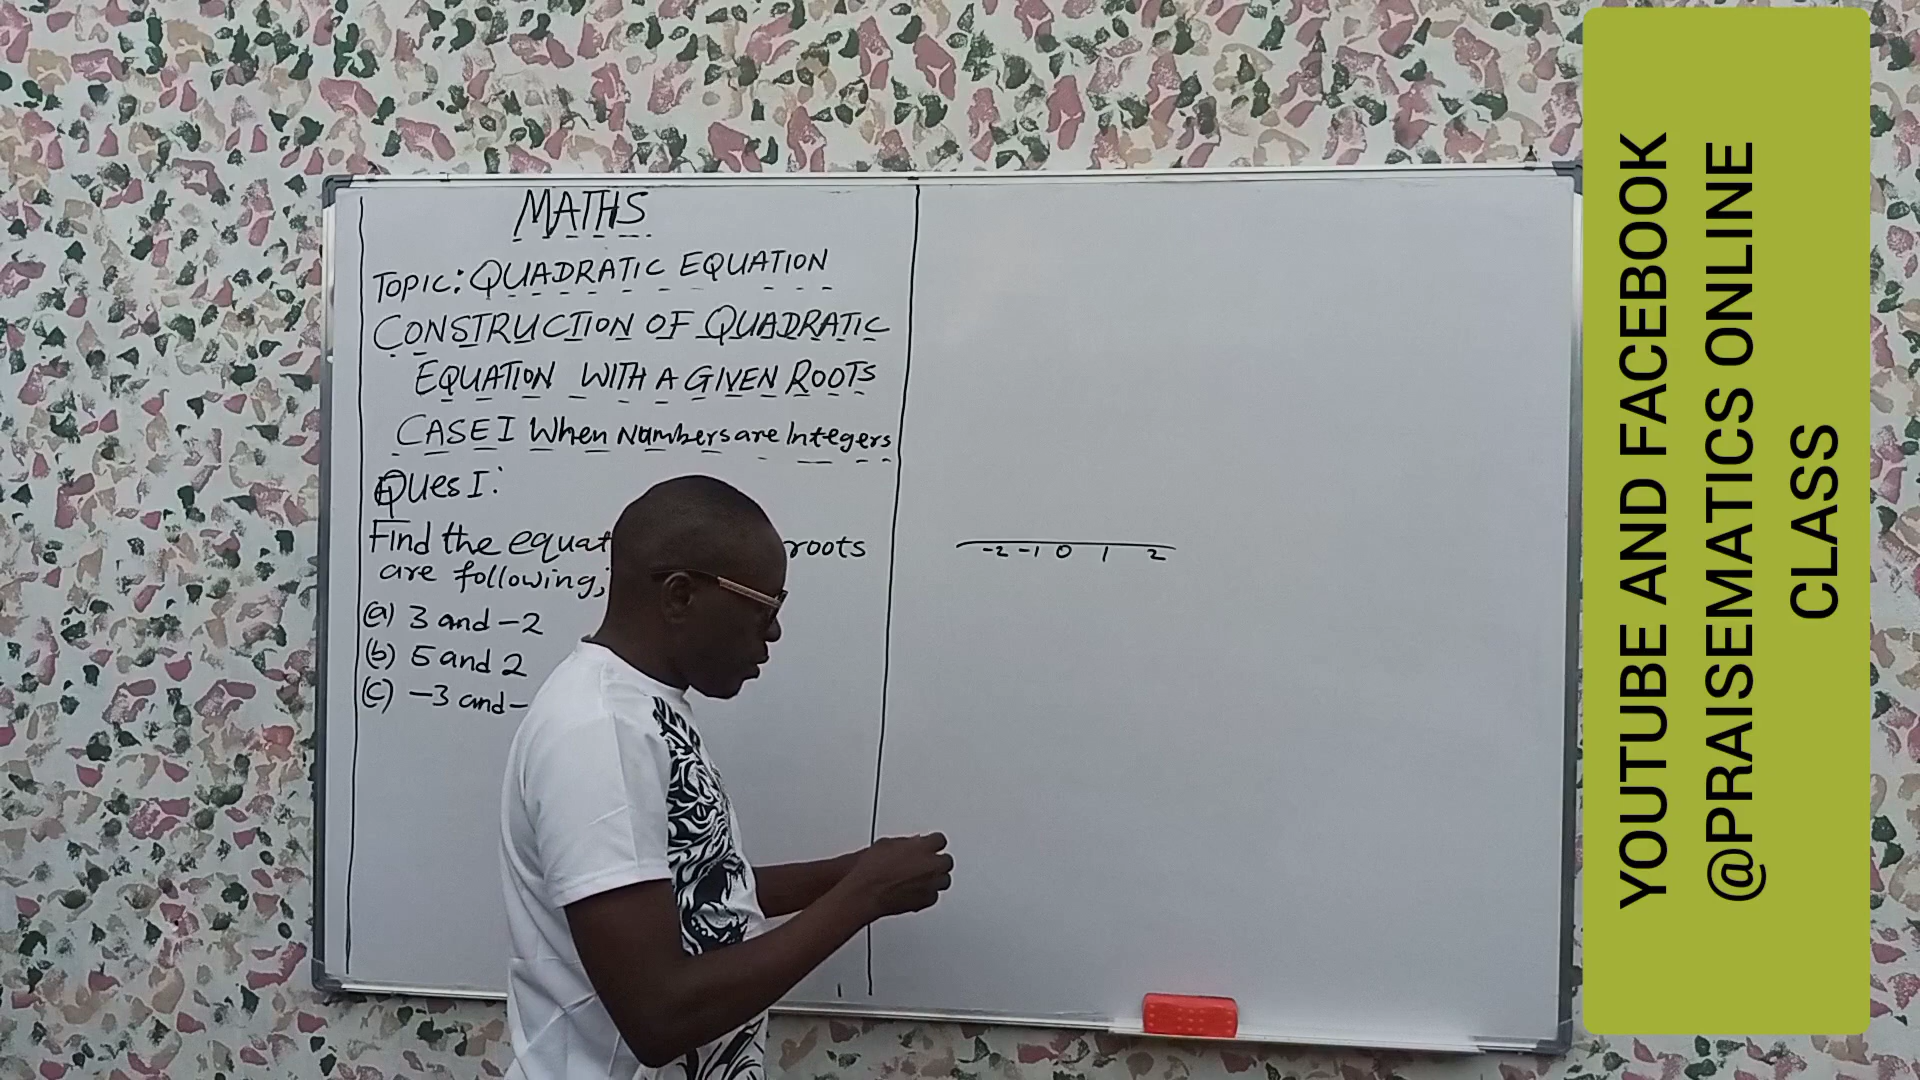 MATHS
TOPIC: QUADRATIC EQUATION
CONSTRUCTION OF QUADRATIC
EQUATION WITH A GIVEN ROOTS
CASE I When Numbers are Integers
Ques I:
Find the equat roots
are following;
(a) 3 and -2
(b) 5 and 2
(c) -3 and -
-2 -1 0 1 2
YOUTUBE AND FACEBOOK
@PRAISEMATICS ONLINE
CLASS